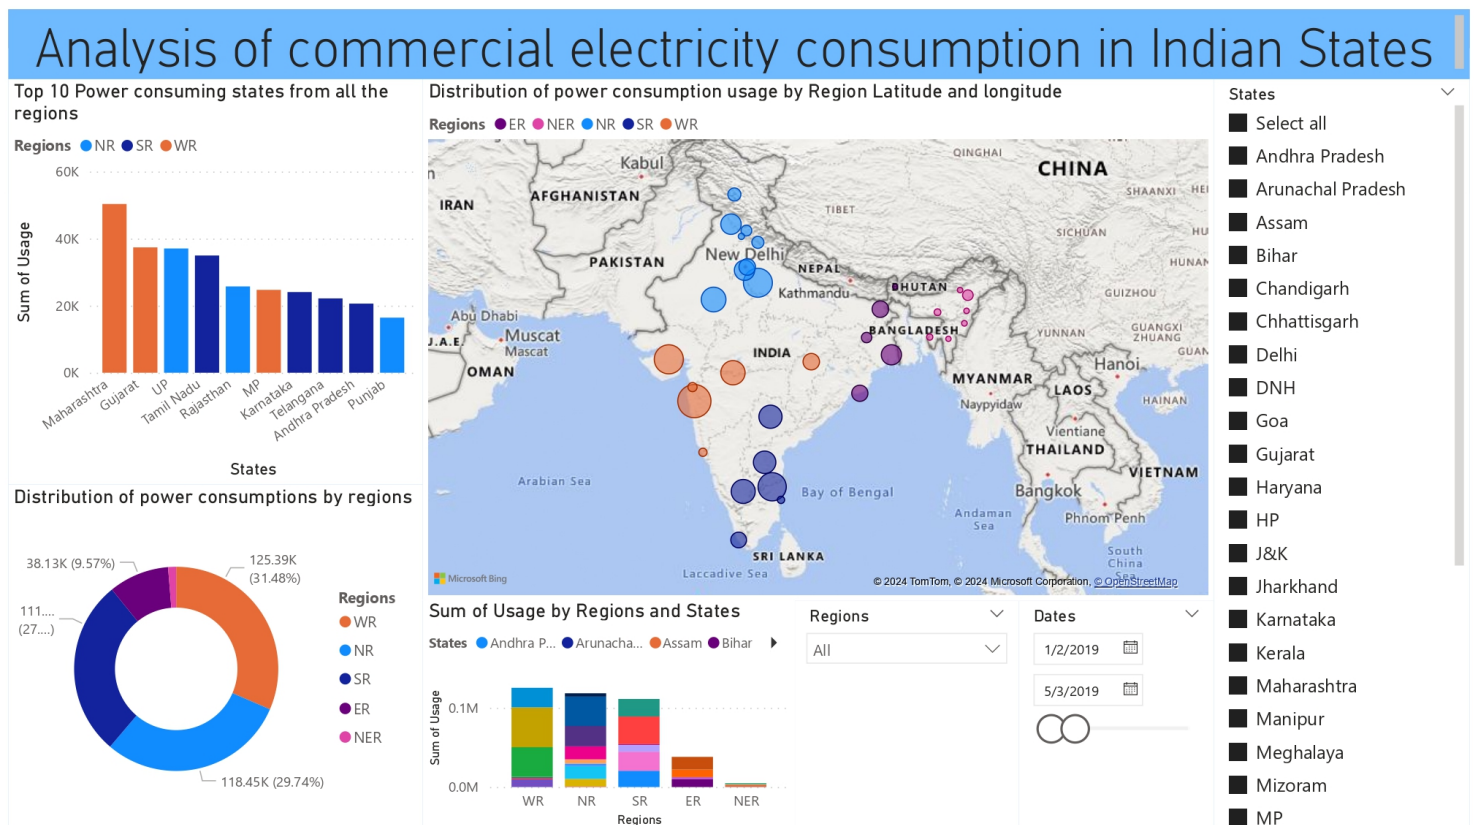 Analysis of commercial electricity consumption in Indian States
Top 10 Power consuming states from all the
regions
Regions NR SR WR
60K
40K
20K
0K
Sum of Usage
Maharashtra
Gujarat
UP
Tamil Nadu
Rajasthan
MP
Karnataka
Telangana
Andhra Pradesh
Punjab
States
Distribution of power consumptions by regions
38.13K (9.57%)
125.39K
(31.48%)
111....
(27....)
118.45K (29.74%)
Regions
WR
NR
SR
ER
NER
Distribution of power consumption usage by Region Latitude and longitude
Regions ER NER NR SR WR
Kabul
QINGHAI
CHINA
AFGHANISTAN
SHAANXI
HEI
IRAN
TIBET
SICHUAN
HU
New Delhi
PAKISTAN
NEPAL
HUNAN
BHUTAN
Kathmandu
GUIZHOU
Abu Dhabi
Muscat
Muscat
BANGLADESH
YUNNAN
GUANGXI
ZHUANG
J.A.E.
INDIA
GUAN
OMAN
Hanoi
MYANMAR
LAOS
Naypyidaw
HAINAN
Vientiane
THAILAND
VIETNAM
Arabian Sea
Bay of Bengal
Bangkok
Andaman
Sea
Phnom Penh
SRI LANKA
South
China
Sea
Laccadive Sea
Microsoft Bing
© 2024 TomTom, © 2024 Microsoft Corporation, © OpenStreetMap
Sum of Usage by Regions and States
States Andhra P... Arunacha... Assam Bihar
0.1M
0.0M
Sum of Usage
WR NR SR ER NER
Regions
Regions
All
Dates
1/2/2019
5/3/2019
States
Select all
Andhra Pradesh
Arunachal Pradesh
Assam
Bihar
Chandigarh
Chhattisgarh
Delhi
DNH
Goa
Gujarat
Haryana
HP
J&K
Jharkhand
Karnataka
Kerala
Maharashtra
Manipur
Meghalaya
Mizoram
MP